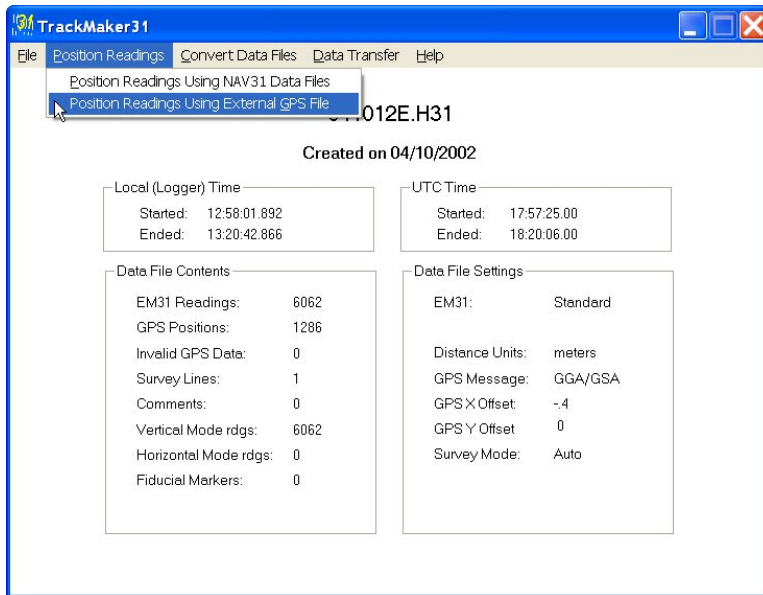 TrackMaker31
File Position Readings Convert Data Files Data Transfer Help
Position Readings Using NAV31 Data Files
Position Readings Using External GPS File
Created on 04/10/2002
Local (Logger) Time
Started: 12:58:01.892
Ended: 13:20:42.866
UTC Time
Started: 17:57:25.00
Ended: 18:20:06.00
Data File Contents
EM31 Readings: 6062
GPS Positions: 1286
Invalid GPS Data: 0
Survey Lines: 1
Comments: 0
Vertical Mode rdgs: 6062
Horizontal Mode rdgs: 0
Fiducial Markers: 0
Data File Settings
EM31: Standard
Distance Units: meters
GPS Message: GGA/GSA
GPS X Offset: -.4
GPS Y Offset 0
Survey Mode: Auto